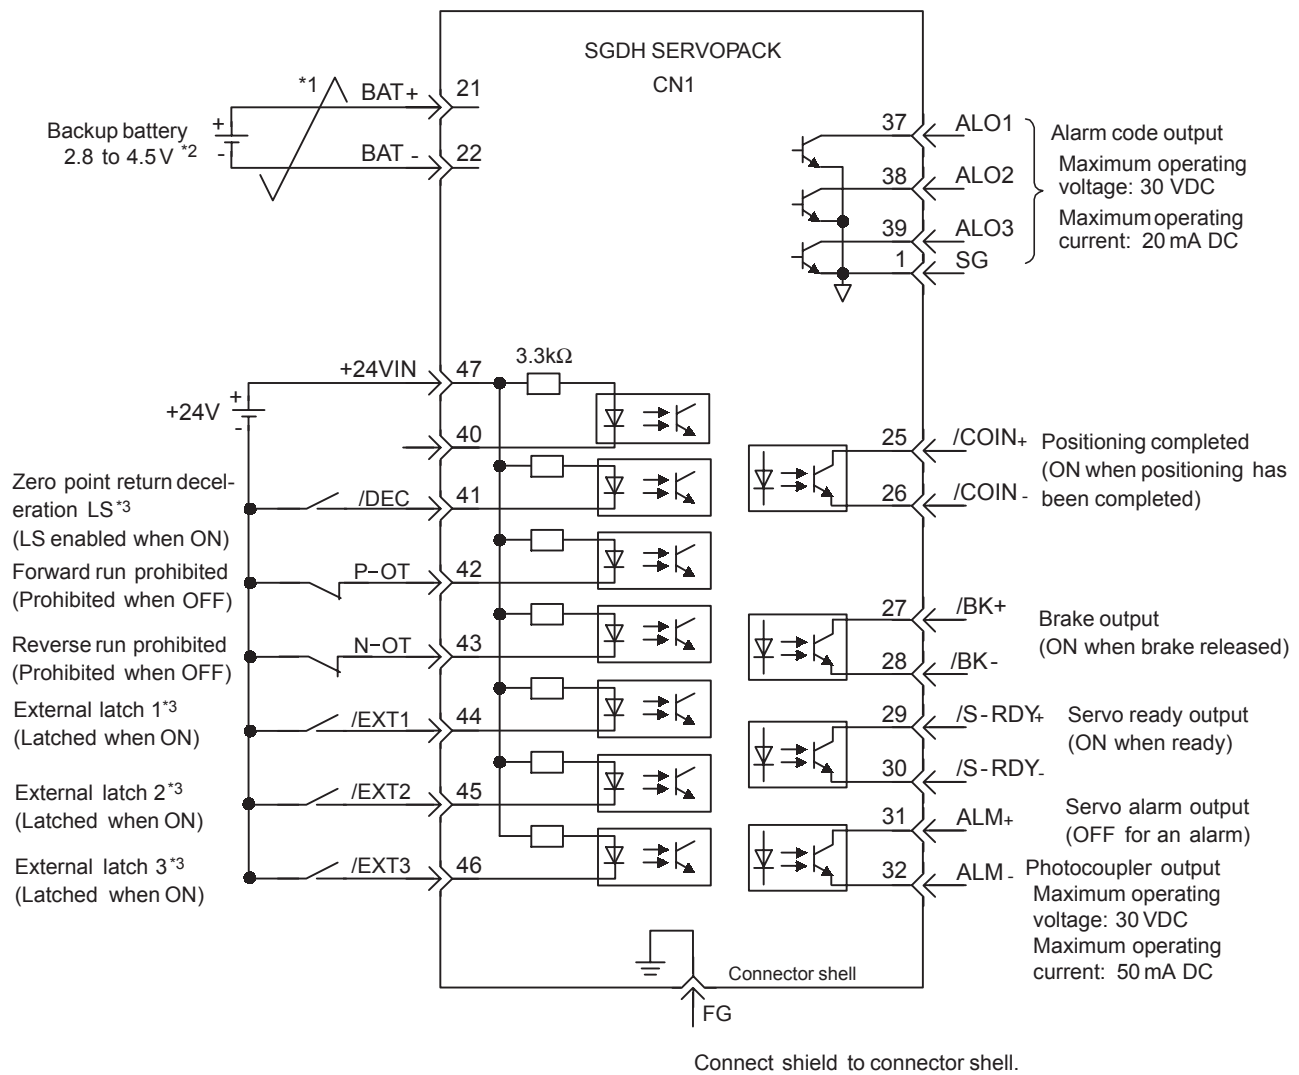 SGDH SERVOPACK
CN1
*1
BAT+
21
Backup battery
2.8 to 4.5V *2
+
-
BAT -
22
37
ALO1
38
ALO2
39
ALO3
1
SG
Alarm code output
Maximum operating
voltage: 30 VDC
Maximum operating
current: 20 mA DC
+24VIN
47
3.3kΩ
+24V
+
-
40
Zero point return decel-
eration LS*3
(LS enabled when ON)
/DEC
41
Forward run prohibited
(Prohibited when OFF)
P-OT
42
Reverse run prohibited
(Prohibited when OFF)
N-OT
43
External latch 1*3
(Latched when ON)
/EXT1
44
External latch 2*3
(Latched when ON)
/EXT2
45
External latch 3*3
(Latched when ON)
/EXT3
46
25
/COIN+
26
/COIN-
Positioning completed
(ON when positioning has
been completed)
27
/BK+
28
/BK-
Brake output
(ON when brake released)
29
/S-RDY+
30
/S-RDY-
Servo ready output
(ON when ready)
31
ALM+
32
ALM-
Servo alarm output
(OFF for an alarm)
Photocoupler output
Maximum operating
voltage: 30 VDC
Maximum operating
current: 50 mA DC
Connector shell
FG
Connect shield to connector shell.